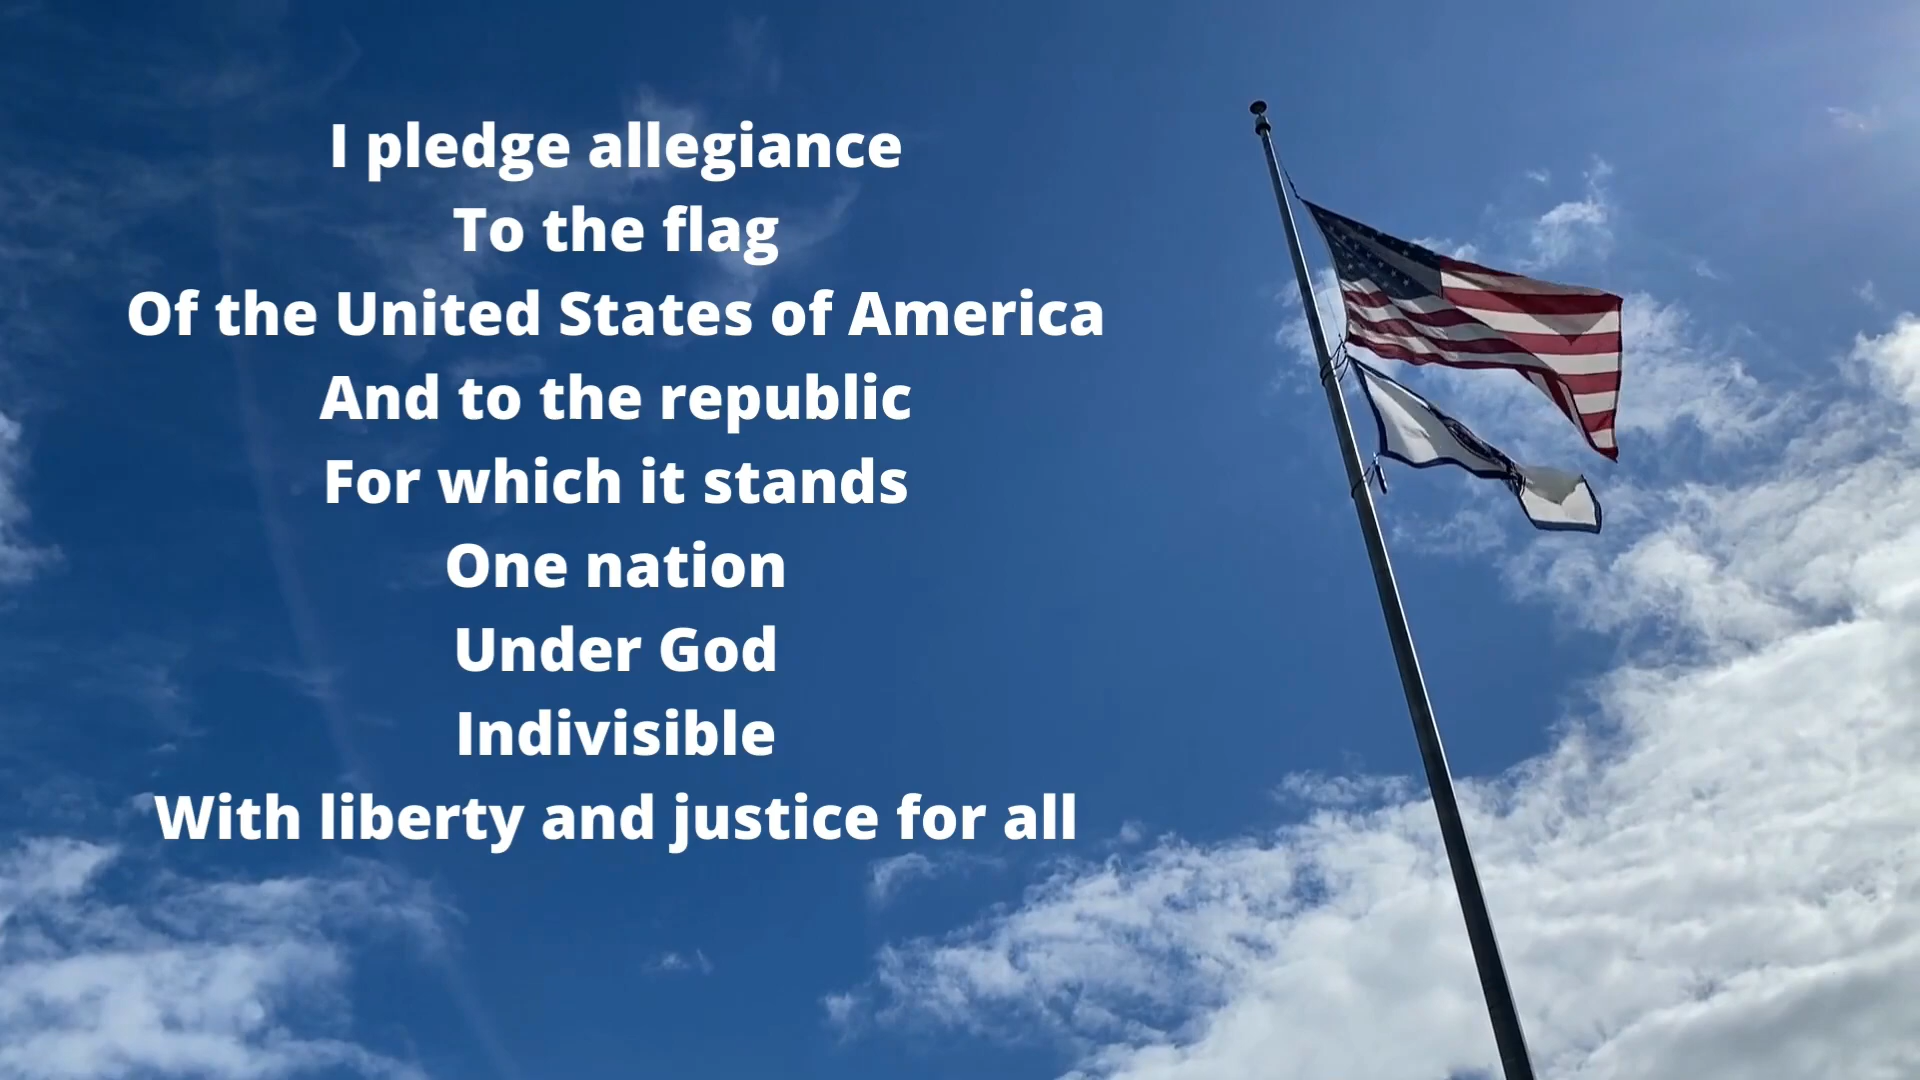 I pledge allegiance
To the flag
Of the United States of America
And to the republic
For which it stands
One nation
Under God
Indivisible
With liberty and justice for all